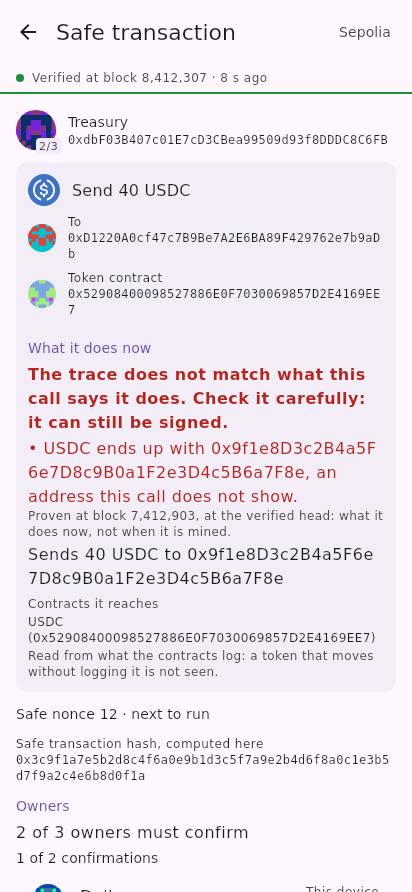 Safe transaction
Sepolia
Verified at block 8,412,307 · 8 s ago
Treasury
0xdbF03B407c01E7cD3CBea99509d93f8DDDC8C6FB
2/3
Send 40 USDC
To
0xD1220A0cf47c7B9Be7A2E6BA89F429762e7b9aD
b
Token contract
0x52908400098527886E0F7030069857D2E4169EE
7
What it does now
The trace does not match what this
call says it does. Check it carefully:
it can still be signed.
• USDC ends up with 0x9f1e8D3c2B4a5F
6e7D8c9B0a1F2e3D4c5B6a7F8e, an
address this call does not show.
Proven at block 7,412,903, at the verified head: what it
does now, not when it is mined.
Sends 40 USDC to 0x9f1e8D3c2B4a5F6e
7D8c9B0a1F2e3D4c5B6a7F8e
Contracts it reaches
USDC
(0x52908400098527886E0F7030069857D2E4169EE7)
Read from what the contracts log: a token that moves
without logging it is not seen.
Safe nonce 12 · next to run
Safe transaction hash, computed here
0x3c9f1a7e5b2d8c4f6a0e9b1d3c5f7a9e2b4d6f8a0c1e3b5
d7f9a2c4e6b8d0f1a
Owners
2 of 3 owners must confirm
1 of 2 confirmations
This device